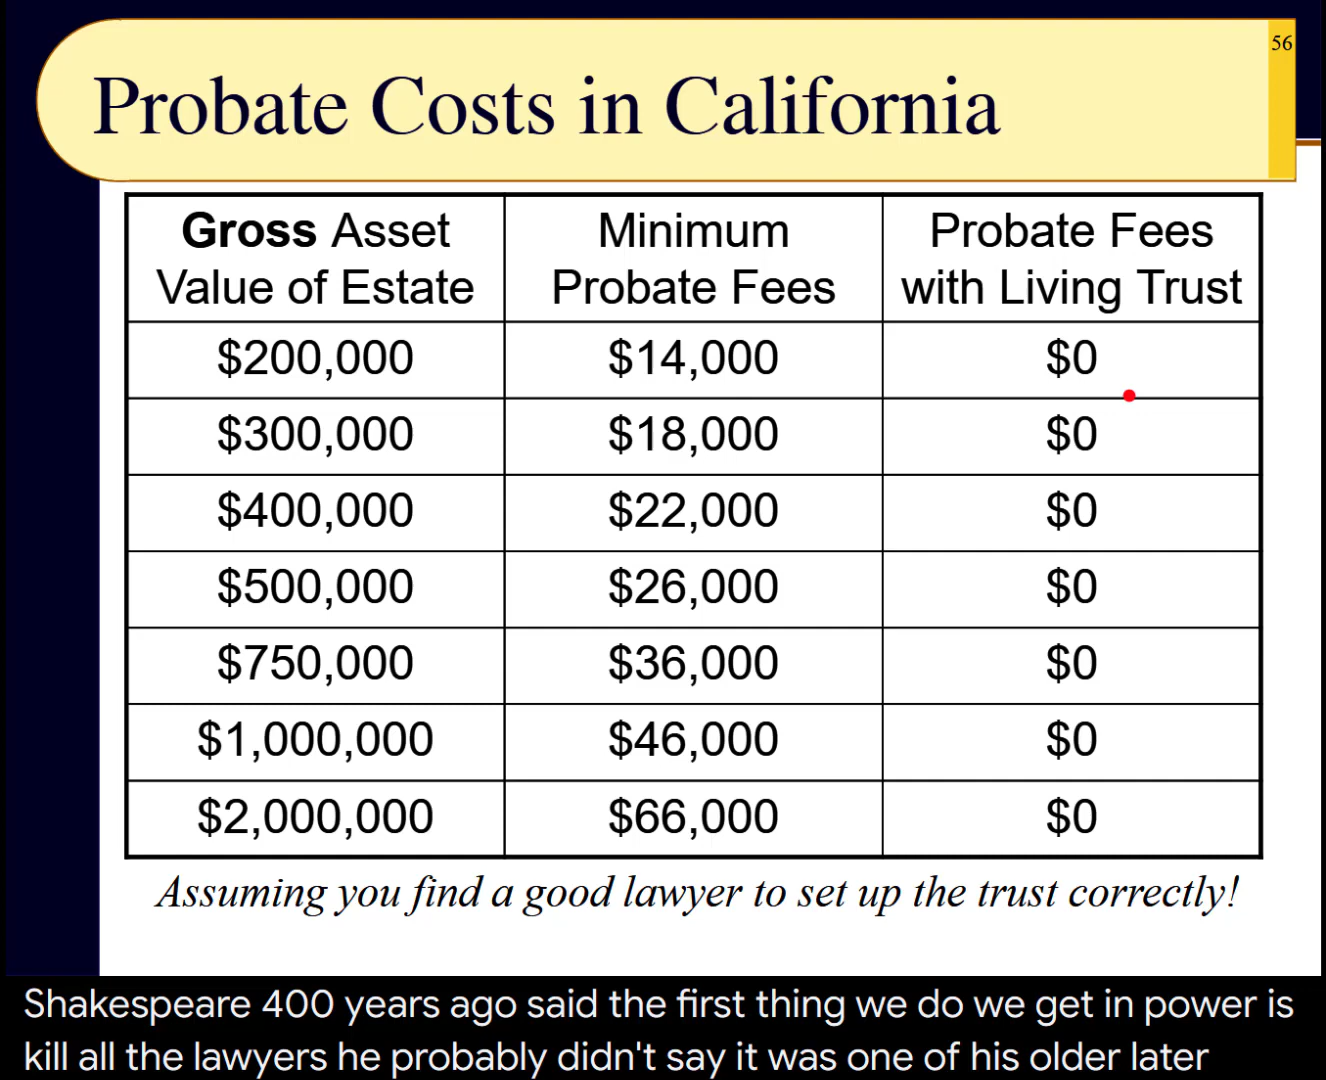 56
Probate Costs in California
Gross Asset Value of Estate | Minimum Probate Fees | Probate Fees with Living Trust
$200,000 | $14,000 | $0
$300,000 | $18,000 | $0
$400,000 | $22,000 | $0
$500,000 | $26,000 | $0
$750,000 | $36,000 | $0
$1,000,000 | $46,000 | $0
$2,000,000 | $66,000 | $0
Assuming you find a good lawyer to set up the trust correctly!
Shakespeare 400 years ago said the first thing we do we get in power is
kill all the lawyers he probably didn't say it was one of his older later